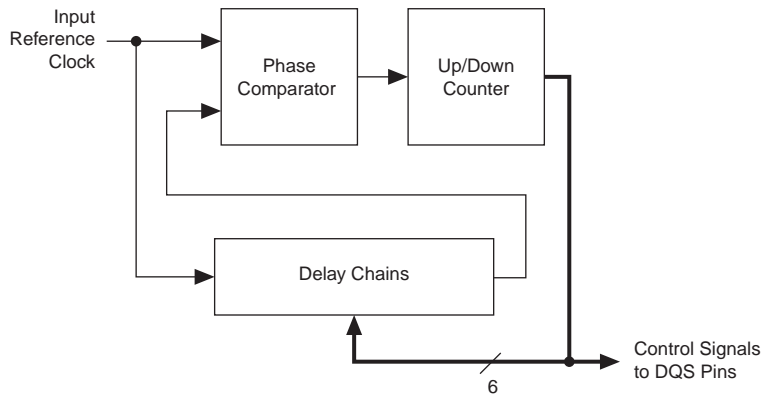 Input
Reference
Clock
Phase
Comparator
Up/Down
Counter
Delay Chains
6
Control Signals
to DQS Pins